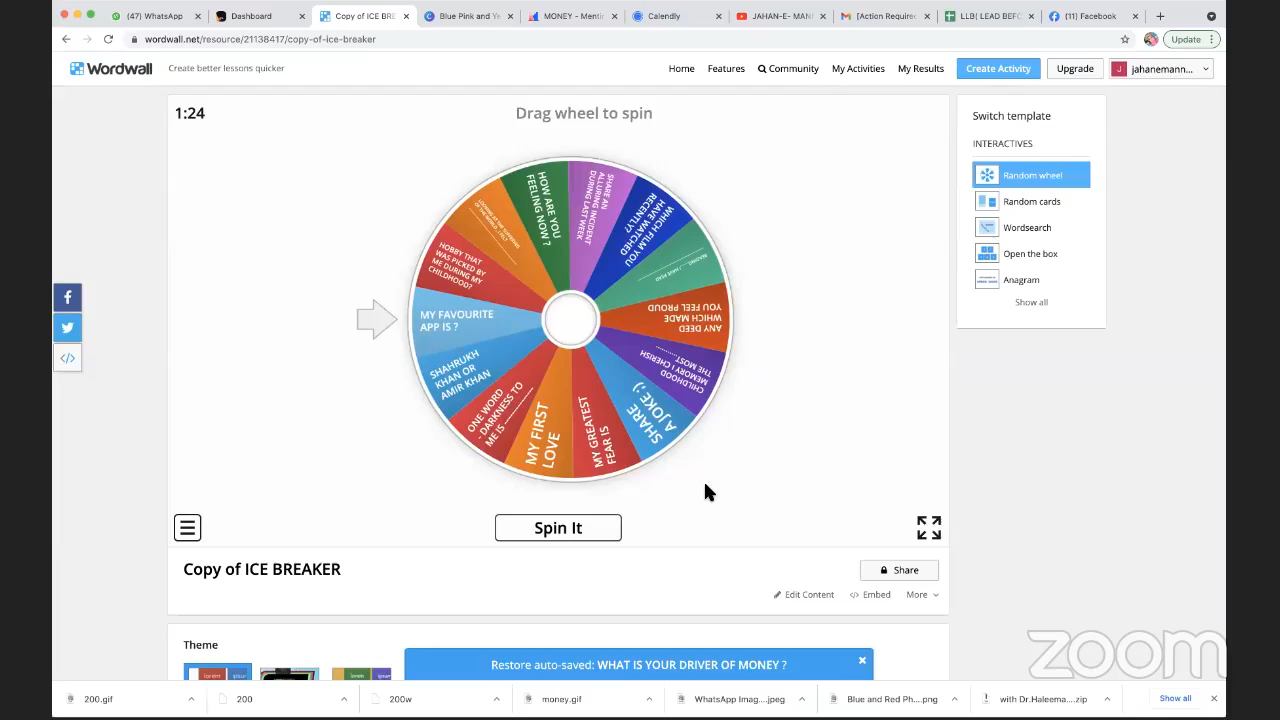 (47) WhatsApp
Dashboard
Copy of ICE BRE
Blue Pink and Ye
MONEY - Mentim
Calendly
JAHAN-E- MANN
[Action Require
LLB( LEAD BEFO
(11) Facebook
wordwall.net/resource/21138417/copy-of-ice-breaker
Update
Wordwall
Create better lessons quicker
Home
Features
Community
My Activities
My Results
Create Activity
Upgrade
jahanemann...
1:24
Drag wheel to spin
HOW ARE YOU
FEELING NOW ?
SHARE AN
ALLURING INCIDENT
DURING LAST WEEK
WHICH FILM YOU
HAVE WATCHED
RECENTLY?
ANY DEED
WHICH MADE
YOU FEEL PROUD
CHILDHOOD
MEMORY I CHERISH
THE MOST
SHARE
A JOKE;)
MY GREATEST
FEAR IS
MY FIRST
LOVE
ONE WORD
- DARKNESS TO
ME IS
SHAHRUKH
KHAN OR
AMIR KHAN
MY FAVOURITE
APP IS ?
HOBBY THAT
WAS PICKED BY
ME DURING MY
CHILDHOOD?
Spin It
Switch template
INTERACTIVES
Random wheel
Random cards
Wordsearch
Open the box
Anagram
Show all
Copy of ICE BREAKER
Share
Edit Content
Embed
More
Theme
Restore auto-saved: WHAT IS YOUR DRIVER OF MONEY ?
zoom
200.gif
200
200w
money.gif
WhatsApp Imag....jpeg
Blue and Red Ph....png
with Dr.Haleema....zip
Show all